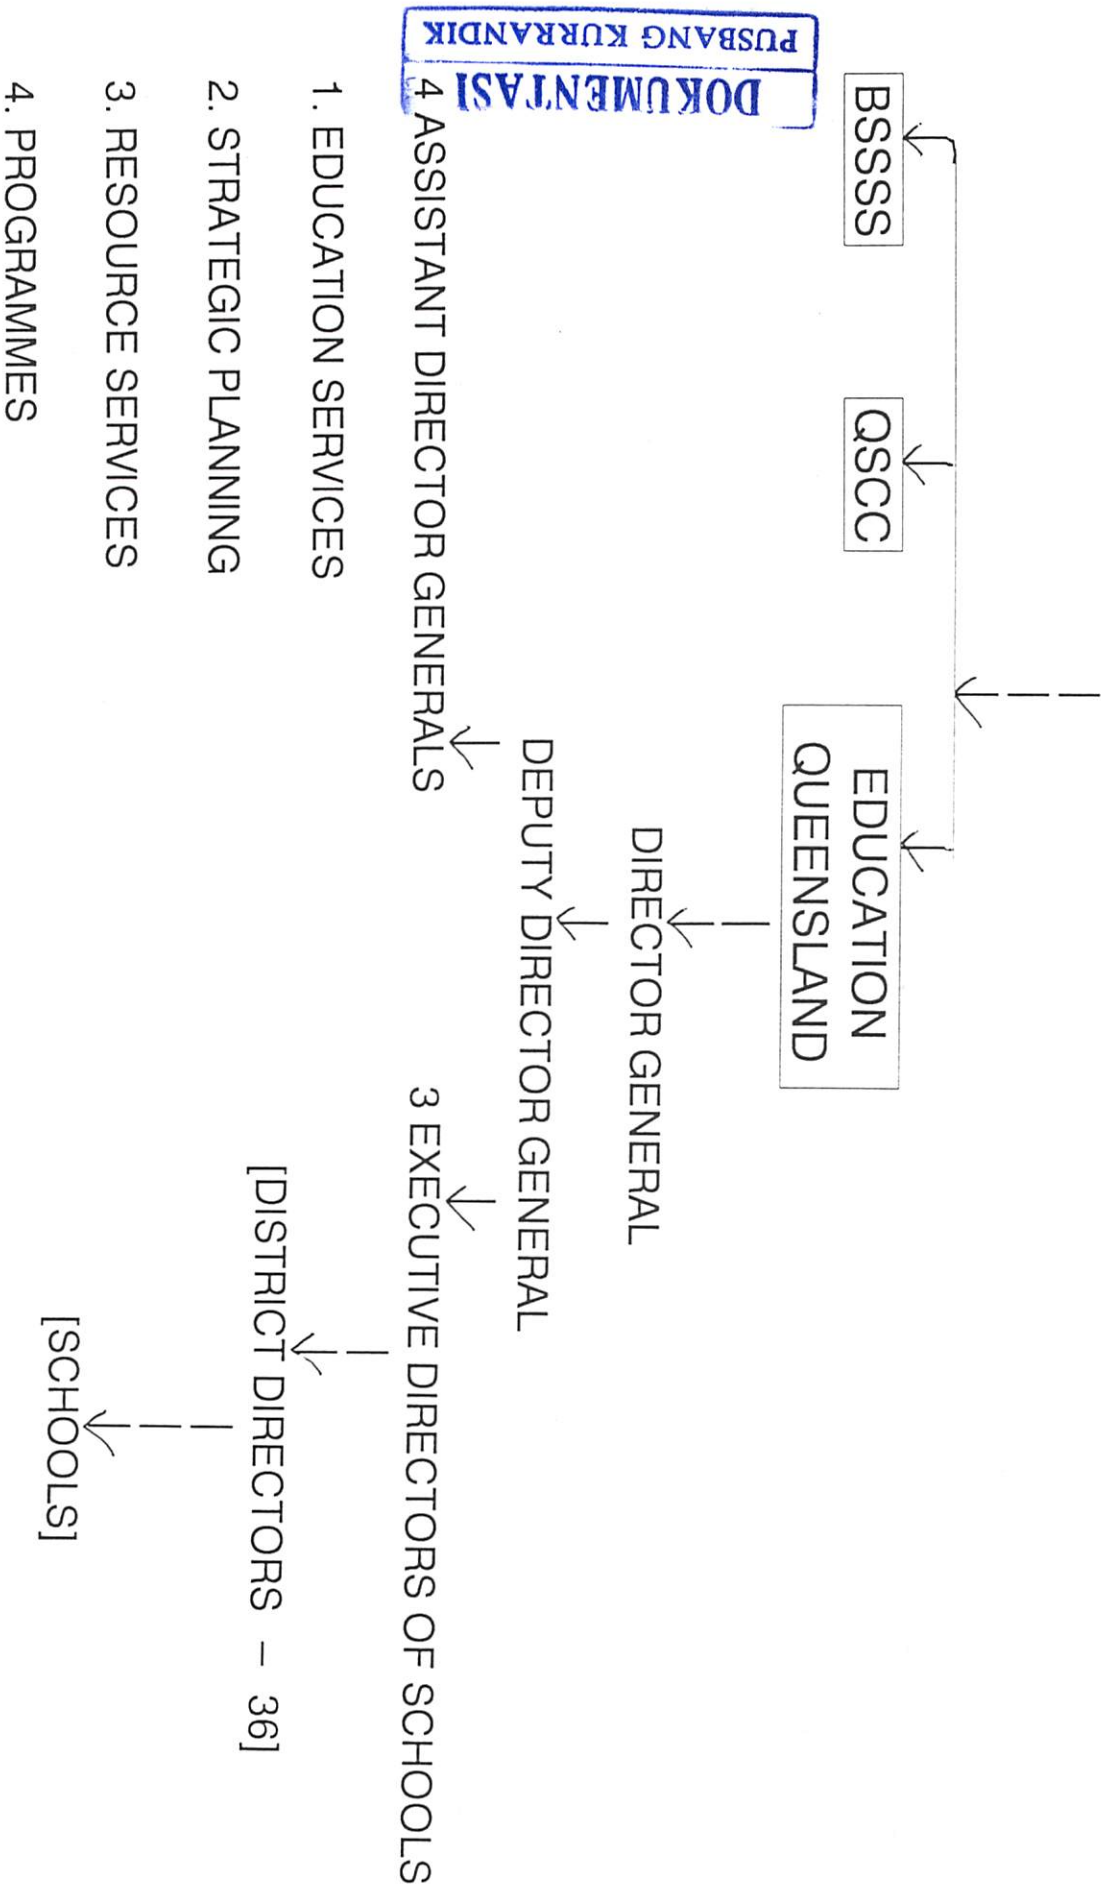 BSSSS
QSCC
EDUCATION
QUEENSLAND
DIRECTOR GENERAL
DEPUTY DIRECTOR GENERAL
4 ASSISTANT DIRECTOR GENERALS
3 EXECUTIVE DIRECTORS OF SCHOOLS
1. EDUCATION SERVICES
[DISTRICT DIRECTORS – 36]
2. STRATEGIC PLANNING
3. RESOURCE SERVICES
[SCHOOLS]
4. PROGRAMMES
DOKUMENTASI
PUSBANG KURRANDIK